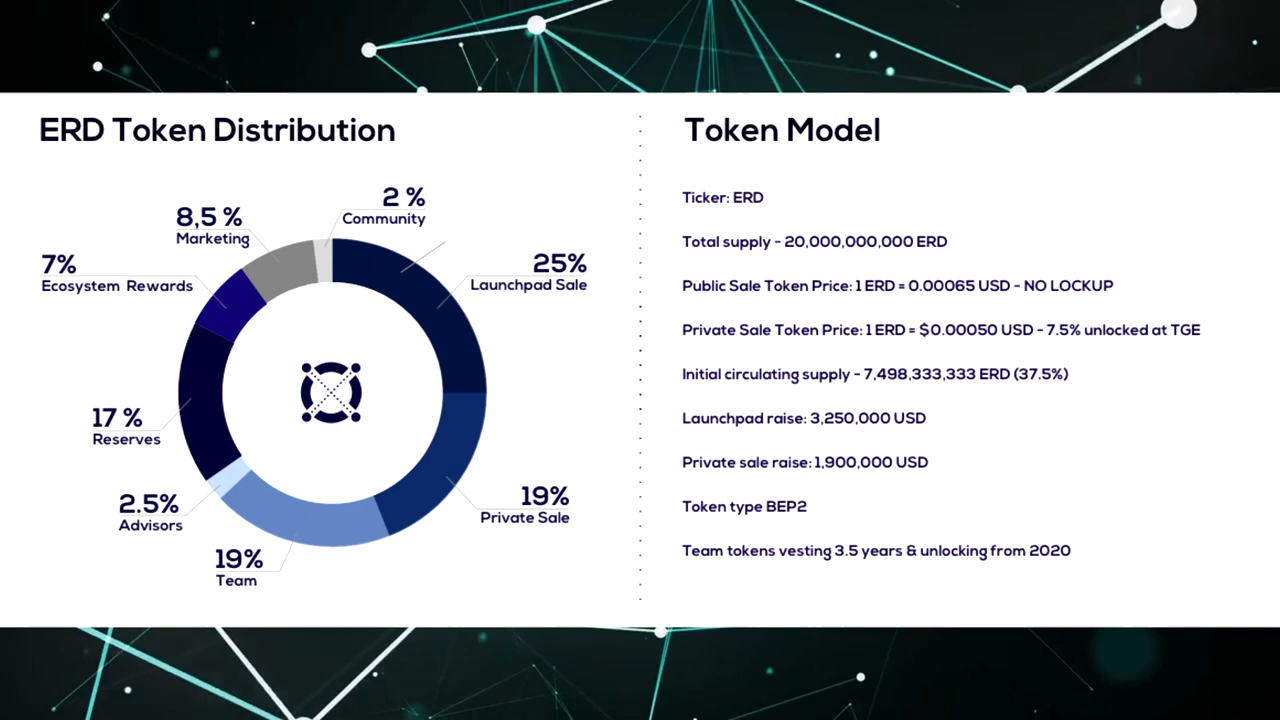 ERD Token Distribution
2 %
Community
8,5 %
Marketing
25%
Launchpad Sale
7%
Ecosystem Rewards
17 %
Reserves
19%
Private Sale
2.5%
Advisors
19%
Team
Token Model
Ticker: ERD
Total supply - 20,000,000,000 ERD
Public Sale Token Price: 1 ERD = 0.00065 USD - NO LOCKUP
Private Sale Token Price: 1 ERD = $0.00050 USD - 7.5% unlocked at TGE
Initial circulating supply - 7,498,333,333 ERD (37.5%)
Launchpad raise: 3,250,000 USD
Private sale raise: 1,900,000 USD
Token type BEP2
Team tokens vesting 3.5 years & unlocking from 2020